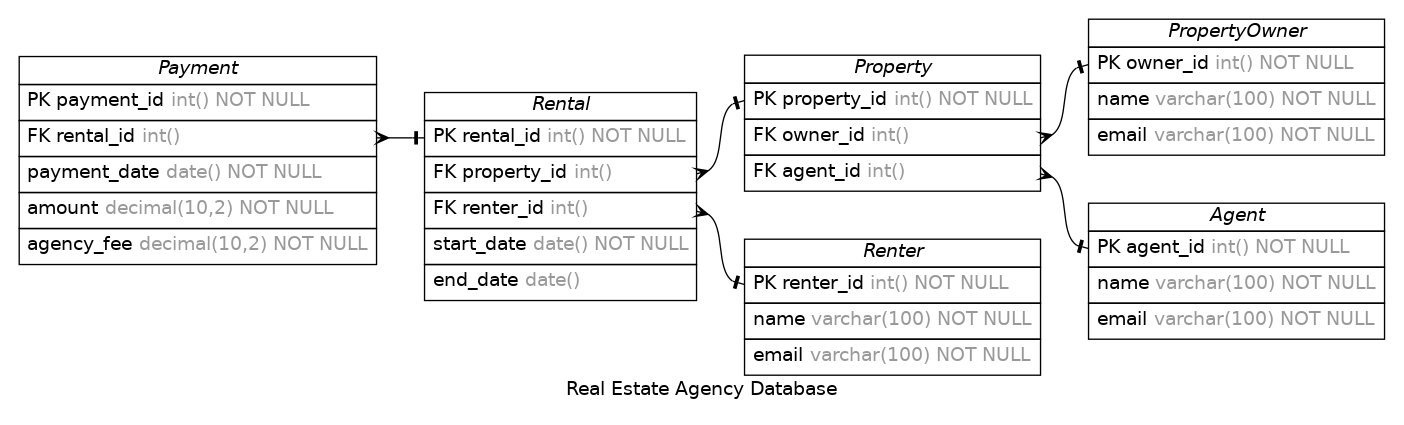 Payment
PK payment_id int() NOT NULL
FK rental_id int()
payment_date date() NOT NULL
amount decimal(10,2) NOT NULL
agency_fee decimal(10,2) NOT NULL
Rental
PK rental_id int() NOT NULL
FK property_id int()
FK renter_id int()
start_date date() NOT NULL
end_date date()
Property
PK property_id int() NOT NULL
FK owner_id int()
FK agent_id int()
Renter
PK renter_id int() NOT NULL
name varchar(100) NOT NULL
email varchar(100) NOT NULL
PropertyOwner
PK owner_id int() NOT NULL
name varchar(100) NOT NULL
email varchar(100) NOT NULL
Agent
PK agent_id int() NOT NULL
name varchar(100) NOT NULL
email varchar(100) NOT NULL
Real Estate Agency Database